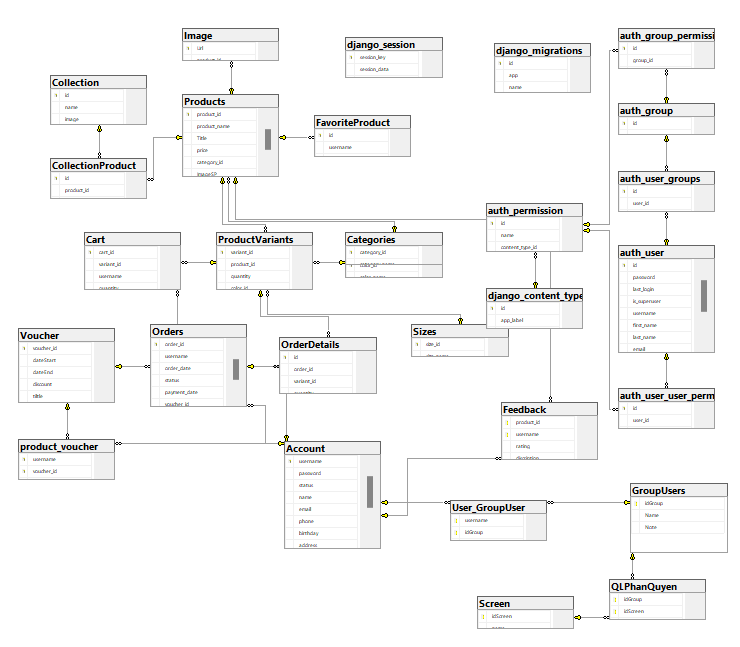 Image
url
product_id
django_session
session_key
session_data
django_migrations
id
app
name
auth_group_permissi
id
group_id
Collection
id
name
image
Products
product_id
product_name
Title
price
category_id
ImageSP
FavoriteProduct
id
username
auth_group
id
CollectionProduct
id
product_id
auth_user_groups
id
user_id
auth_permission
id
name
content_type_id
Cart
cart_id
variant_id
username
quantity
ProductVariants
variant_id
product_id
quantity
color_id
Categories
category_id
auth_user
id
password
last_login
is_superuser
username
first_name
last_name
email
django_content_type
id
app_label
Voucher
voucher_id
dateStart
dateEnd
discount
Orders
order_id
username
order_date
status
payment_date
voucher_id
OrderDetails
id
order_id
variant_id
quantity
Sizes
size_id
Feedback
product_id
username
rating
auth_user_user_perm
id
user_id
product_voucher
username
voucher_id
Account
username
password
status
name
email
phone
birthday
address
User_GroupUser
username
idGroup
GroupUsers
idGroup
Name
Note
QLPhanQuyen
idGroup
idScreen
Screen
idScreen